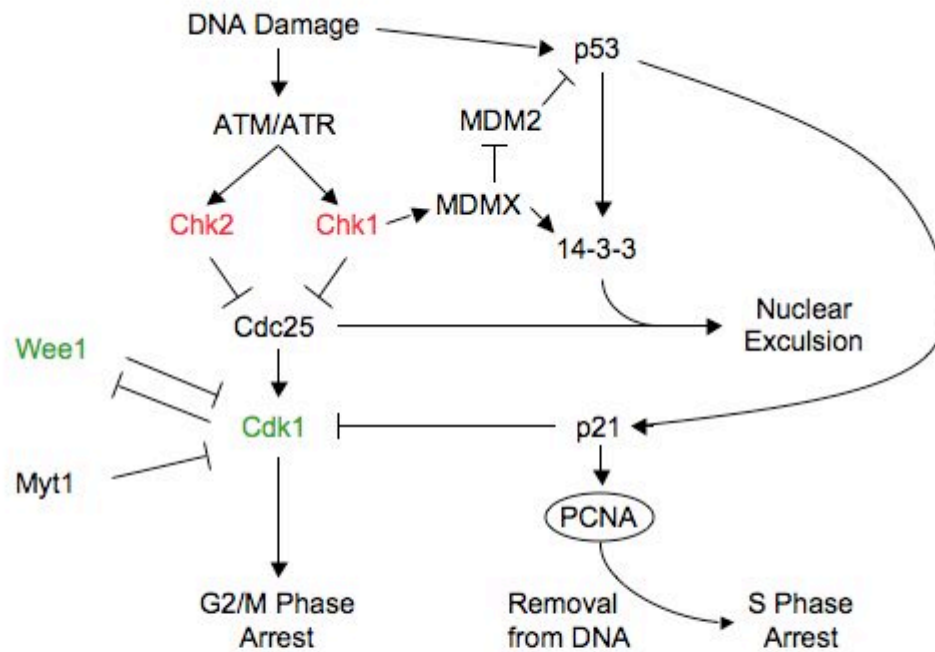 DNA Damage
p53
ATM/ATR
MDM2
Chk2
Chk1
MDMX
14-3-3
Cdc25
Nuclear
Exculsion
Wee1
Cdk1
p21
Myt1
PCNA
G2/M Phase
Arrest
Removal
from DNA
S Phase
Arrest